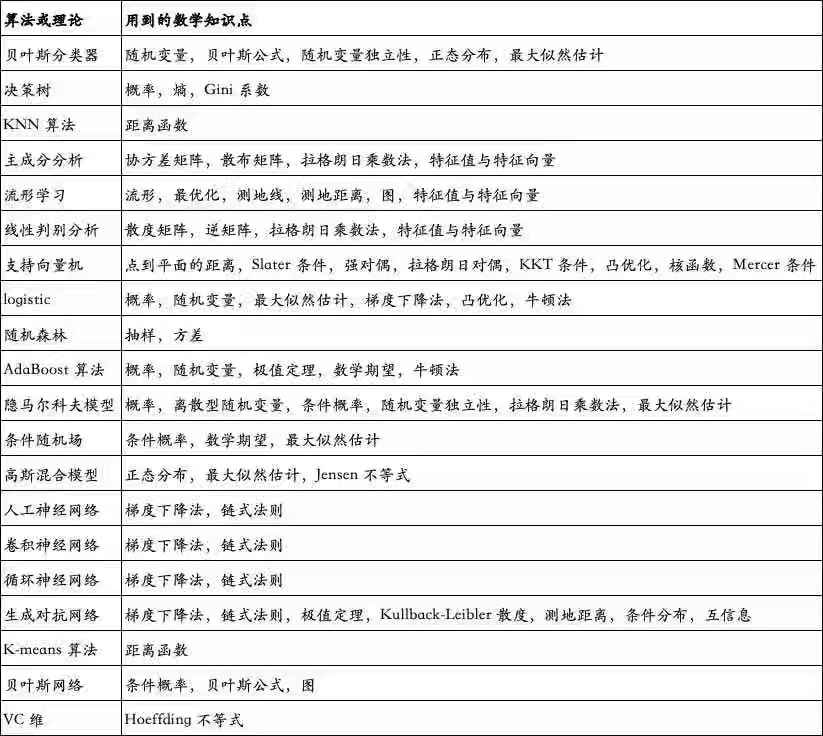 算法或理论 用到的数学知识点
贝叶斯分类器 随机变量，贝叶斯公式，随机变量独立性，正态分布，最大似然估计
决策树 概率，熵，Gini 系数
KNN 算法 距离函数
主成分分析 协方差矩阵，散布矩阵，拉格朗日乘数法，特征值与特征向量
流形学习 流形，最优化，测地线，测地距离，图，特征值与特征向量
线性判别分析 散度矩阵，逆矩阵，拉格朗日乘数法，特征值与特征向量
支持向量机 点到平面的距离，Slater 条件，强对偶，拉格朗日对偶，KKT 条件，凸优化，核函数，Mercer 条件
logistic 概率，随机变量，最大似然估计，梯度下降法，凸优化，牛顿法
随机森林 抽样，方差
AdaBoost 算法 概率，随机变量，极值定理，数学期望，牛顿法
隐马尔科夫模型 概率，离散型随机变量，条件概率，随机变量独立性，拉格朗日乘数法，最大似然估计
条件随机场 条件概率，数学期望，最大似然估计
高斯混合模型 正态分布，最大似然估计，Jensen 不等式
人工神经网络 梯度下降法，链式法则
卷积神经网络 梯度下降法，链式法则
循环神经网络 梯度下降法，链式法则
生成对抗网络 梯度下降法，链式法则，极值定理，Kullback-Leibler 散度，测地距离，条件分布，互信息
K-means 算法 距离函数
贝叶斯网络 条件概率，贝叶斯公式，图
VC 维 Hoeffding 不等式